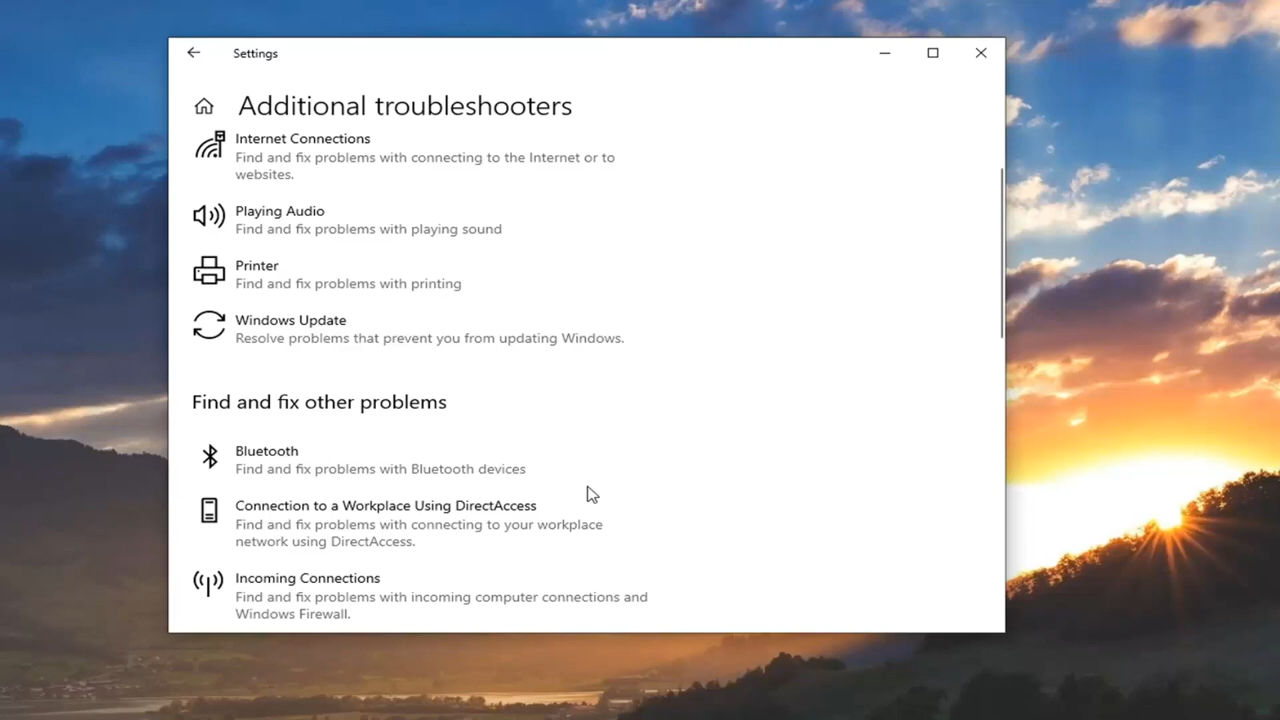 Settings
Additional troubleshooters
Internet Connections
Find and fix problems with connecting to the Internet or to
websites.
Playing Audio
Find and fix problems with playing sound
Printer
Find and fix problems with printing
Windows Update
Resolve problems that prevent you from updating Windows.
Find and fix other problems
Bluetooth
Find and fix problems with Bluetooth devices
Connection to a Workplace Using DirectAccess
Find and fix problems with connecting to your workplace
network using DirectAccess.
Incoming Connections
Find and fix problems with incoming computer connections and
Windows Firewall.